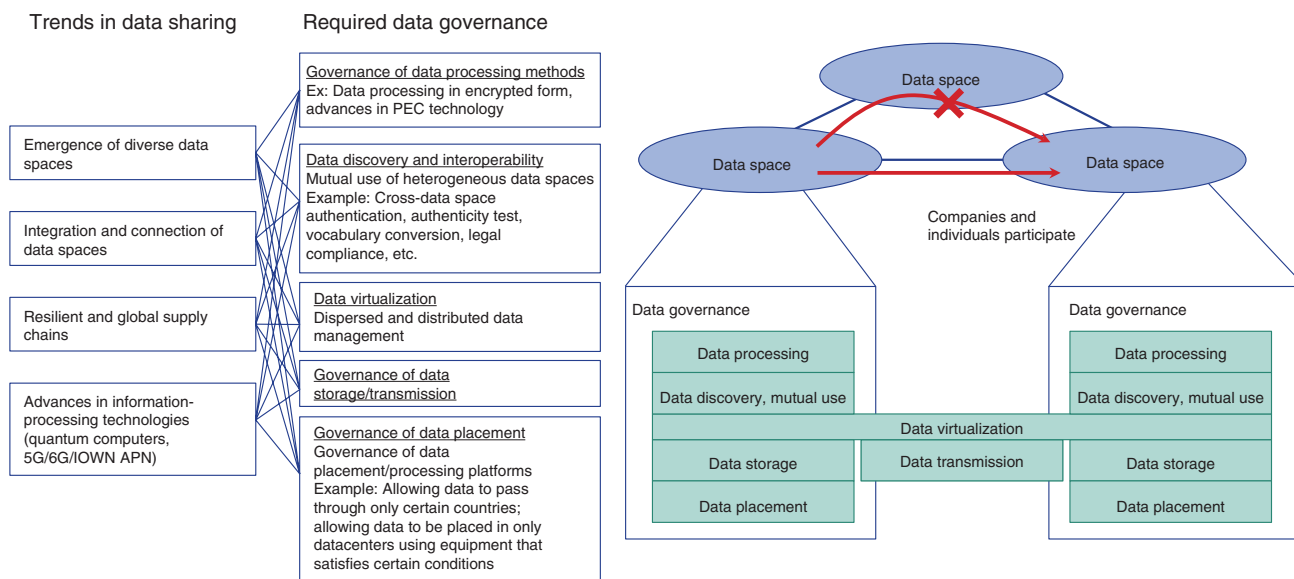 Trends in data sharing
Required data governance
Emergence of diverse data
spaces
Integration and connection of
data spaces
Resilient and global supply
chains
Advances in information-
processing technologies
(quantum computers,
5G/6G/IOWN APN)
Governance of data processing methods
Ex: Data processing in encrypted form,
advances in PEC technology
Data discovery and interoperability
Mutual use of heterogeneous data spaces
Example: Cross-data space
authentication, authenticity test,
vocabulary conversion, legal
compliance, etc.
Data virtualization
Dispersed and distributed data
management
Governance of data
storage/transmission
Governance of data placement
Governance of data
placement/processing platforms
Example: Allowing data to pass
through only certain countries;
allowing data to be placed in only
datacenters using equipment that
satisfies certain conditions
Data space
Data space
Data space
Companies and
individuals participate
Data governance
Data processing
Data discovery, mutual use
Data governance
Data processing
Data discovery, mutual use
Data virtualization
Data storage
Data transmission
Data storage
Data placement
Data placement